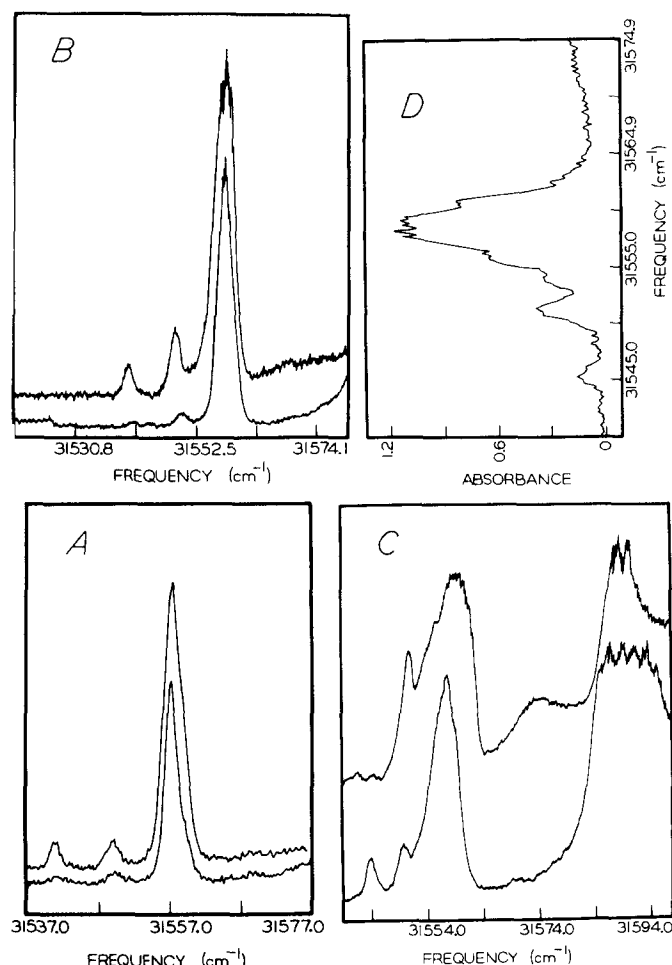 B
31530.8 31552.5 31574.1
FREQUENCY (cm⁻¹)
D
31574.9
31564.9
31555.0
31545.0
FREQUENCY (cm⁻¹)
1.2 0.6 0
ABSORBANCE
A
31537.0 31557.0 31577.0
FREQUENCY (cm⁻¹)
C
31554.0 31574.0 31594.0
FREQUENCY (cm⁻¹)